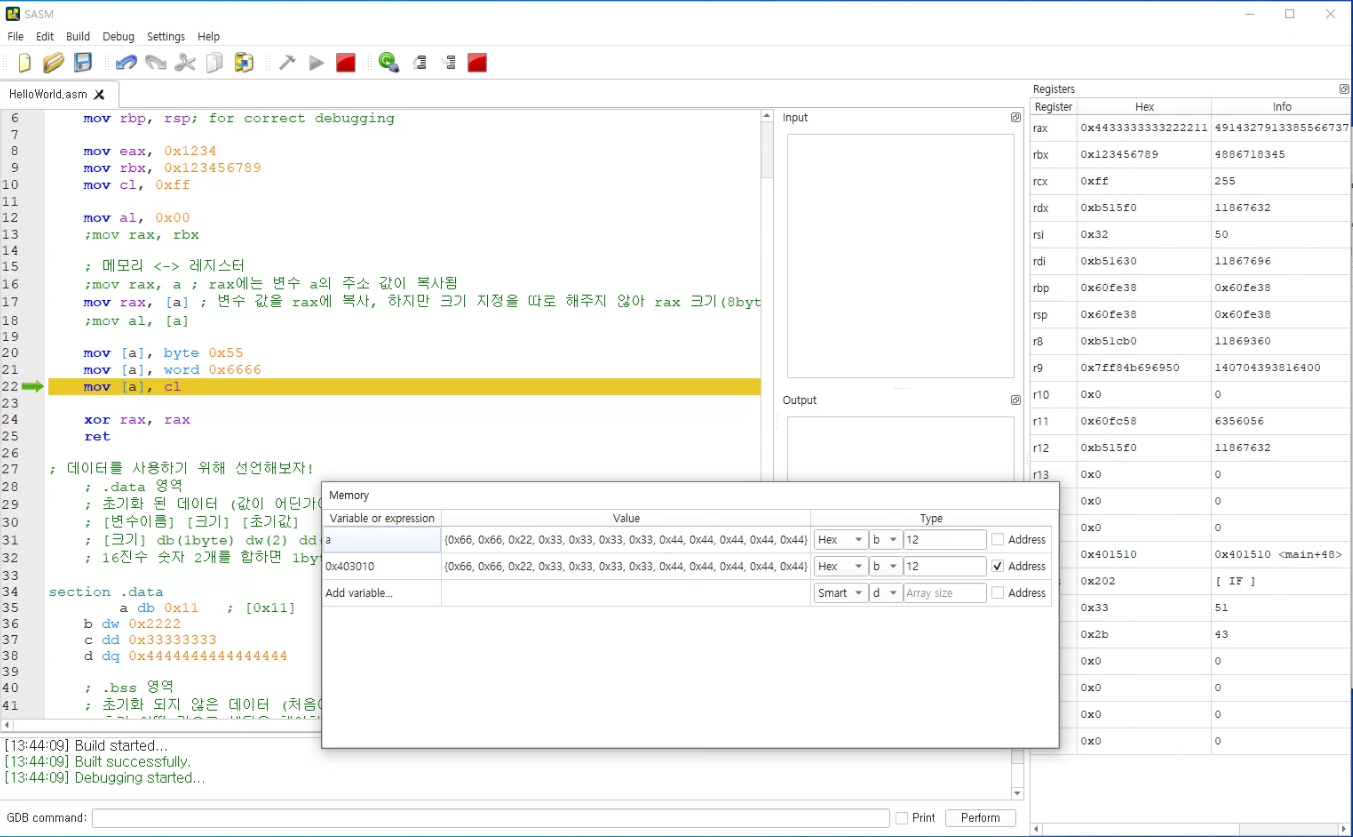 SASM
File Edit Build Debug Settings Help
HelloWorld.asm
6 mov rbp, rsp; for correct debugging
7
8 mov eax, 0x1234
9 mov rbx, 0x123456789
10 mov cl, 0xff
11
12 mov al, 0x00
13 ;mov rax, rbx
14
15 ; 메모리 <-> 레지스터
16 ;mov rax, a ; rax에는 변수 a의 주소 값이 복사됨
17 mov rax, [a] ; 변수 값을 rax에 복사, 하지만 크기 지정을 따로 해주지 않아 rax 크기(8byt
18 ;mov al, [a]
19
20 mov [a], byte 0x55
21 mov [a], word 0x6666
22 mov [a], cl
23
24 xor rax, rax
25 ret
26
27 ; 데이터를 사용하기 위해 선언해보자!
28 ; .data 영역
29 ; 초기화 된 데이터 (값이 어딘가
30 ; [변수이름] [크기] [초기값]
31 ; [크기] db(1byte) dw(2) dd
32 ; 16진수 숫자 2개를 합하면 1by
33
34 section .data
35 a db 0x11 ; [0x11]
36 b dw 0x2222
37 c dd 0x33333333
38 d dq 0x4444444444444444
39
40 ; .bss 영역
41 ; 초기화 되지 않은 데이터 (처음
Input
Output
Memory
Variable or expression Value Type
a {0x66, 0x66, 0x22, 0x33, 0x33, 0x33, 0x33, 0x44, 0x44, 0x44, 0x44, 0x44} Hex b 12 Address
0x403010 {0x66, 0x66, 0x22, 0x33, 0x33, 0x33, 0x33, 0x44, 0x44, 0x44, 0x44, 0x44} Hex b 12 Address
Add variable... Smart d Array size Address
Registers
Register Hex Info
rax 0x4433333333222211 4914327913385566737
rbx 0x123456789 4886718345
rcx 0xff 255
rdx 0xb515f0 11867632
rsi 0x32 50
rdi 0xb51630 11867696
rbp 0x60fe38 0x60fe38
rsp 0x60fe38 0x60fe38
r8 0xb51cb0 11869360
r9 0x7ff84b696950 140704393816400
r10 0x0 0
r11 0x60fc58 6356056
r12 0xb515f0 11867632
r13 0x0 0
0x0 0
0x0 0
0x401510 0x401510 <main+48>
0x202 [ IF ]
0x33 51
0x2b 43
0x0 0
0x0 0
0x0 0
0x0 0
[13:44:09] Build started...
[13:44:09] Built successfully.
[13:44:09] Debugging started...
GDB command: Print Perform